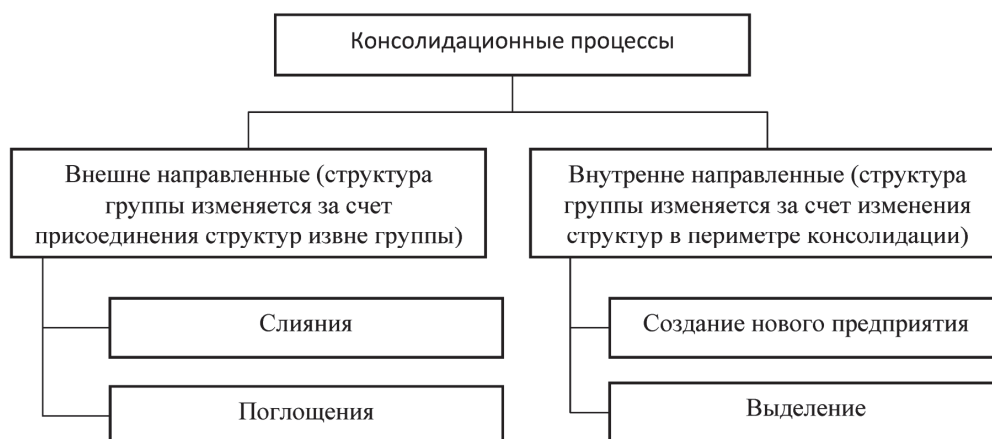 Консолидационные процессы
Внешне направленные (структура
группы изменяется за счет
присоединения структур извне группы)
Слияния
Поглощения
Внутренне направленные (структура
группы изменяется за счет изменения
структур в периметре консолидации)
Создание нового предприятия
Выделение